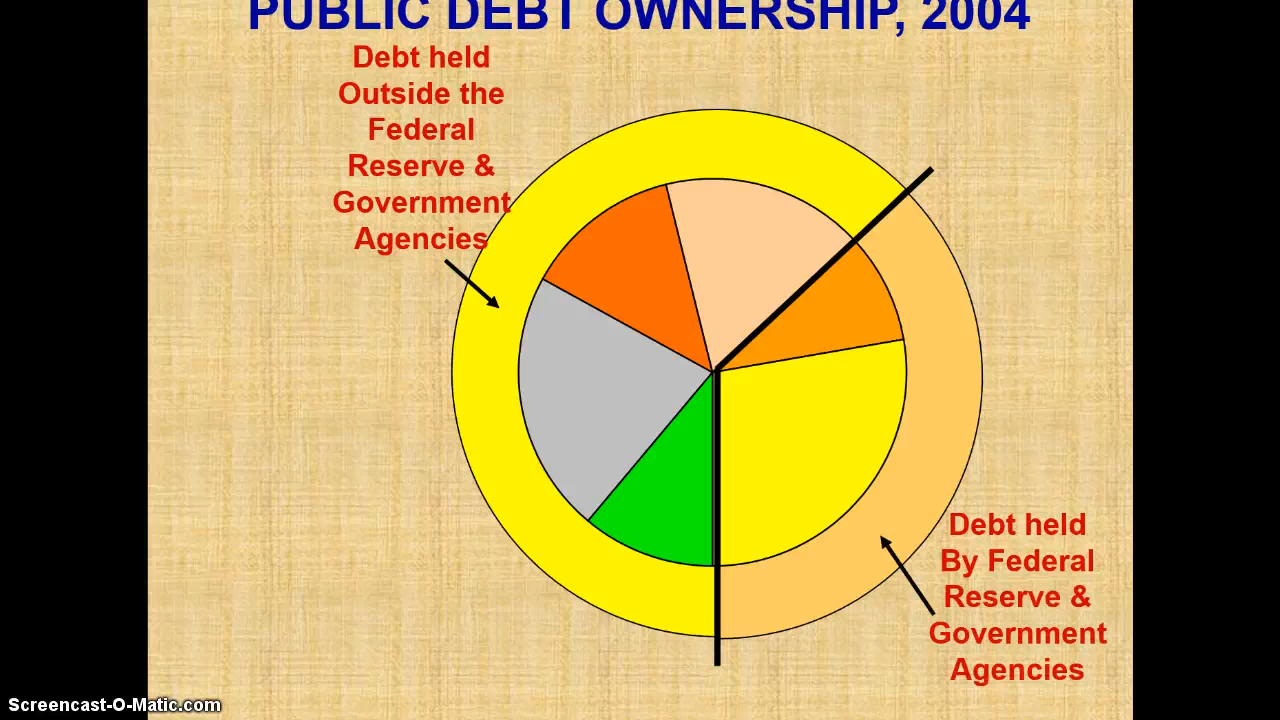 PUBLIC DEBT OWNERSHIP, 2004
Debt held
Outside the
Federal
Reserve &
Government
Agencies
Debt held
By Federal
Reserve &
Government
Agencies
Screencast-O-Matic.com